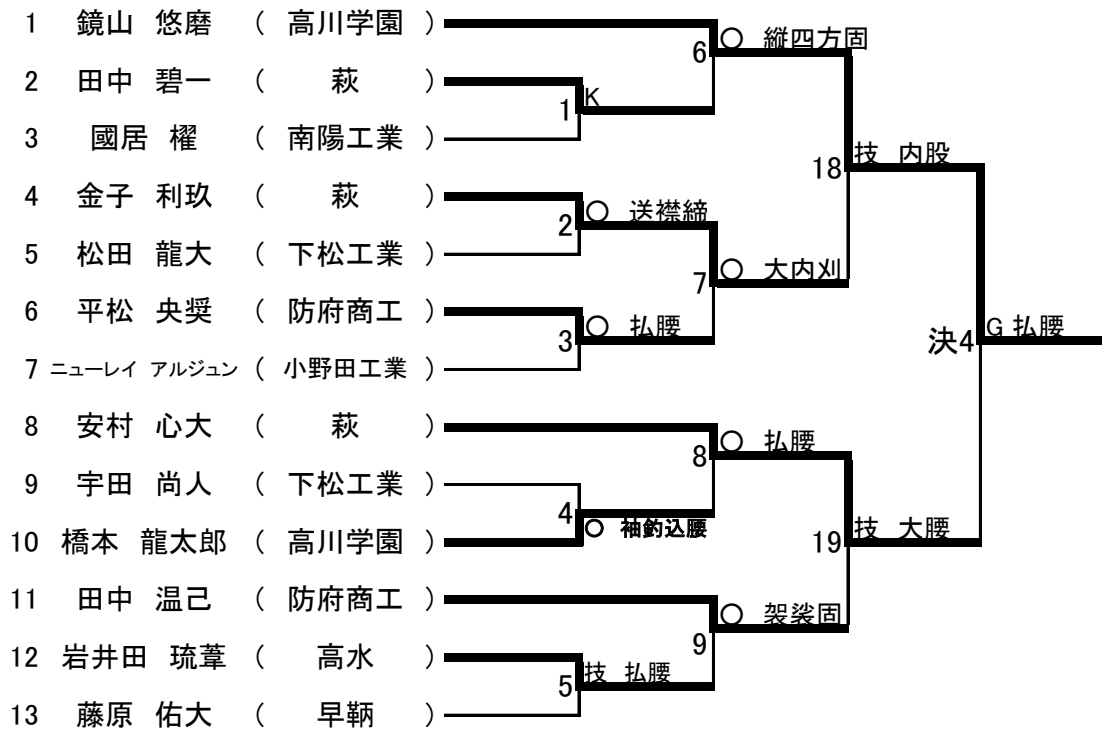 1 鏡山 悠磨 ( 高川学園 )
6 ○ 縦四方固
2 田中 碧一 ( 萩 )
1 K
3 國居 櫂 ( 南陽工業 )
18 技 内股
4 金子 利玖 ( 萩 )
2 ○ 送襟締
5 松田 龍大 ( 下松工業 )
7 ○ 大内刈
6 平松 央奨 ( 防府商工 )
3 ○ 払腰
決4 G 払腰
7 ニューレイ アルジュン ( 小野田工業 )
8 安村 心大 ( 萩 )
8 ○ 払腰
9 宇田 尚人 ( 下松工業 )
4 ○ 袖釣込腰
10 橋本 龍太郎 ( 高川学園 )
19 技 大腰
11 田中 温己 ( 防府商工 )
9 ○ 袈裟固
12 岩井田 琉葦 ( 高水 )
5 技 払腰
13 藤原 佑大 ( 早鞆 )